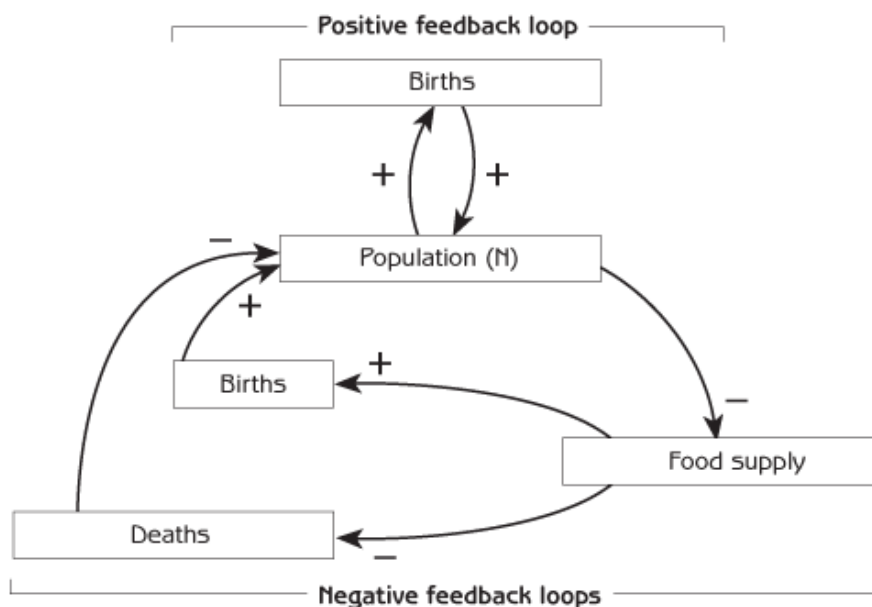 Positive feedback loop
Births
+ +
Population (N)
−
+
Births
+
−
Food supply
Deaths
−
Negative feedback loops